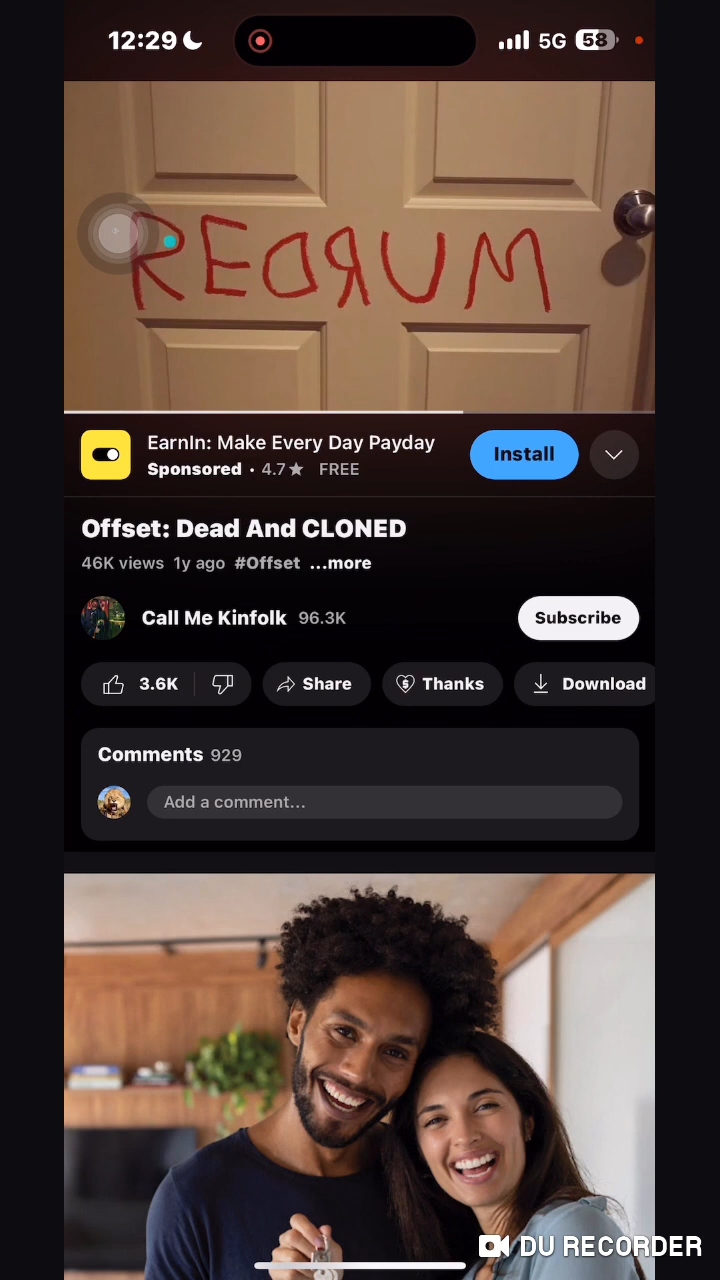 12:29
5G 58
REDRUM
EarnIn: Make Every Day Payday
Sponsored • 4.7★ FREE
Install
Offset: Dead And CLONED
46K views 1y ago #Offset ...more
Call Me Kinfolk 96.3K
Subscribe
3.6K
Share
Thanks
Download
Comments 929
Add a comment...
DU RECORDER